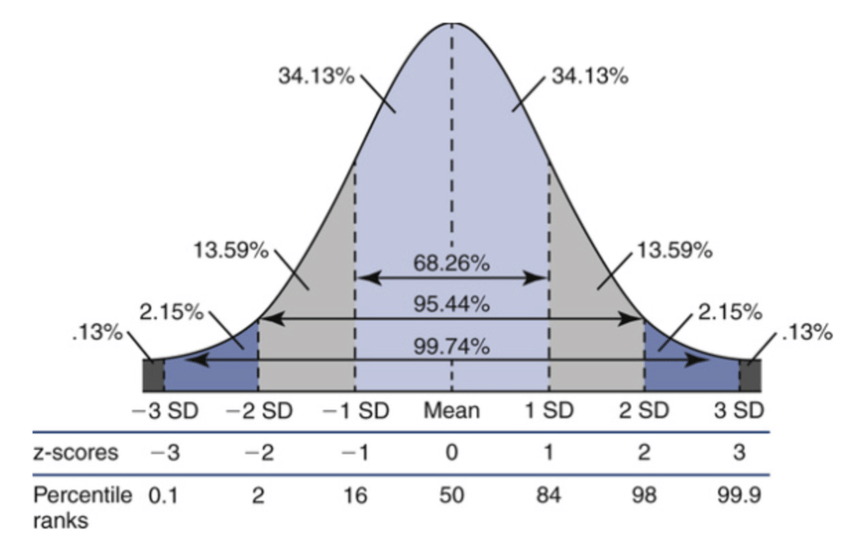 34.13% 34.13%
13.59% 13.59%
68.26%
2.15% 95.44% 2.15%
.13% 99.74% .13%
−3 SD −2 SD −1 SD Mean 1 SD 2 SD 3 SD
z-scores −3 −2 −1 0 1 2 3
Percentile 0.1 2 16 50 84 98 99.9
ranks